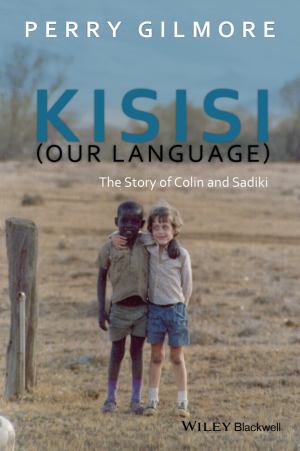 PERRY GILMORE
KISISI
(OUR LANGUAGE)
The Story of Colin and Sadiki
WILEY Blackwell